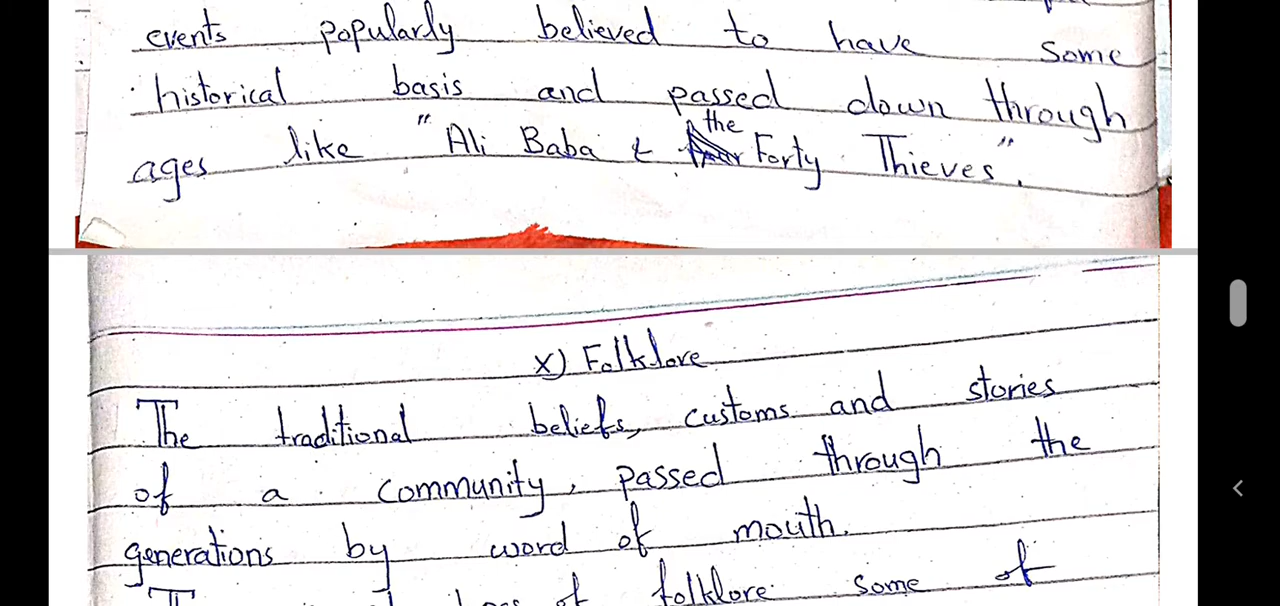 events popularly believed to have some
historical basis and passed down through
ages like "Ali Baba & the Forty Thieves".
x) Folklore
The traditional beliefs, customs and stories
of a community, passed through the
generations by word of mouth.
of folklore some of